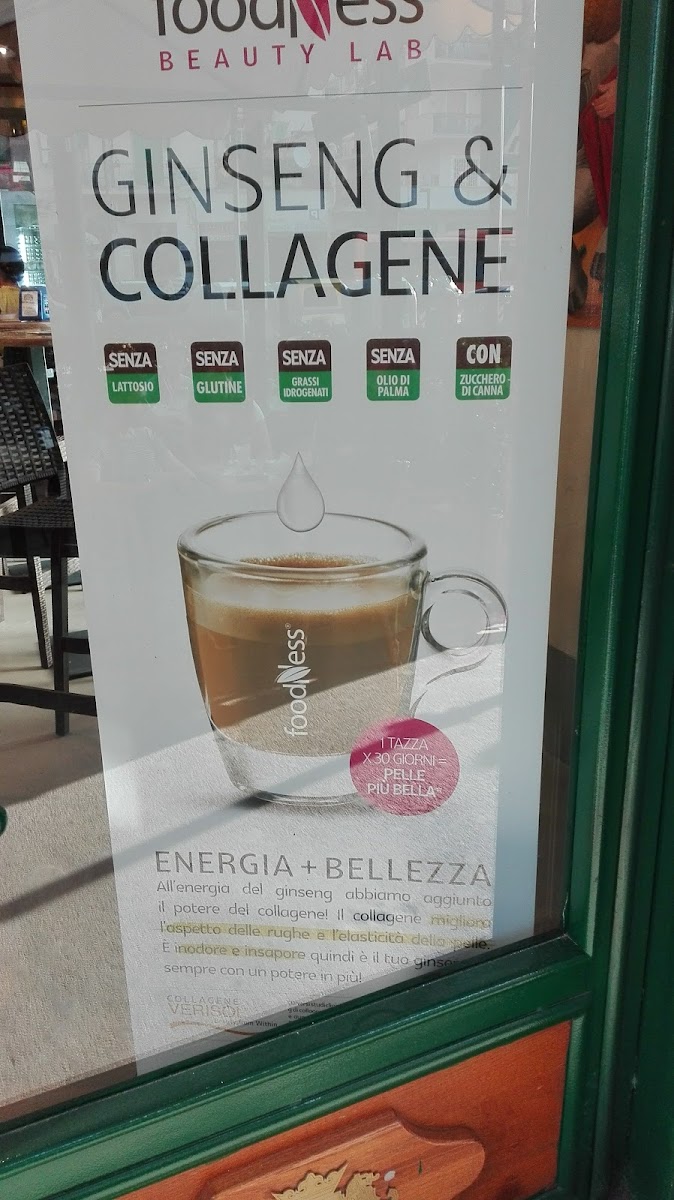 foodNess
BEAUTY LAB
GINSENG &
COLLAGENE
SENZA
LATTOSIO
SENZA
GLUTINE
SENZA
GRASSI
IDROGENATI
SENZA
OLIO DI
PALMA
CON
ZUCCHERO
DI CANNA
foodNess®
1 TAZZA
X 30 GIORNI =
PELLE
PIÙ BELLA*
ENERGIA + BELLEZZA
All'energia del ginseng abbiamo aggiunto
il potere del collagene! Il collagene migliora
l'aspetto delle rughe e l'elasticità della pelle.
È inodore e insapore quindi è il tuo
sempre con un potere in più!
COLLAGENE
VERISOL
Within